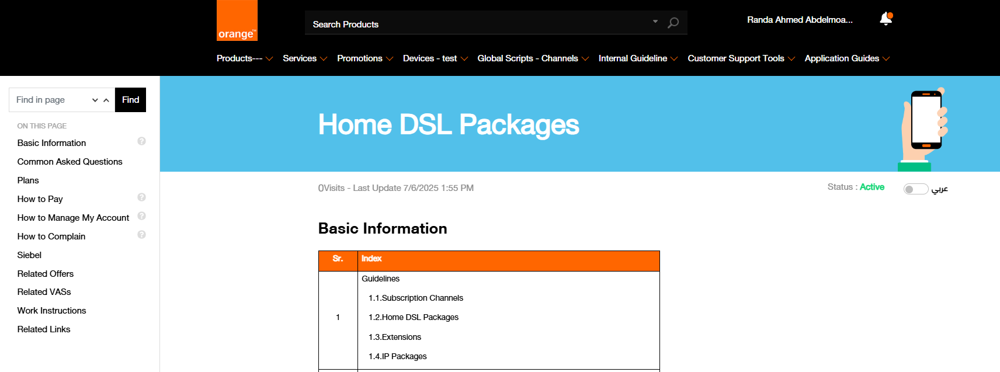 orange™
Search Products
Randa Ahmed Abdelmoa...
Products--- Services Promotions Devices - test Global Scripts - Channels Internal Guideline Customer Support Tools Application Guides
Find in page Find
ON THIS PAGE
Basic Information ?
Common Asked Questions
Plans
How to Pay ?
How to Manage My Account ?
How to Complain ?
Siebel
Related Offers
Related VASs
Work Instructions
Related Links
Home DSL Packages
0Visits - Last Update 7/6/2025 1:55 PM
Status : Active
عربي
Basic Information
Sr. Index
Guidelines
1.1.Subscription Channels
1 1.2.Home DSL Packages
1.3.Extensions
1.4.IP Packages